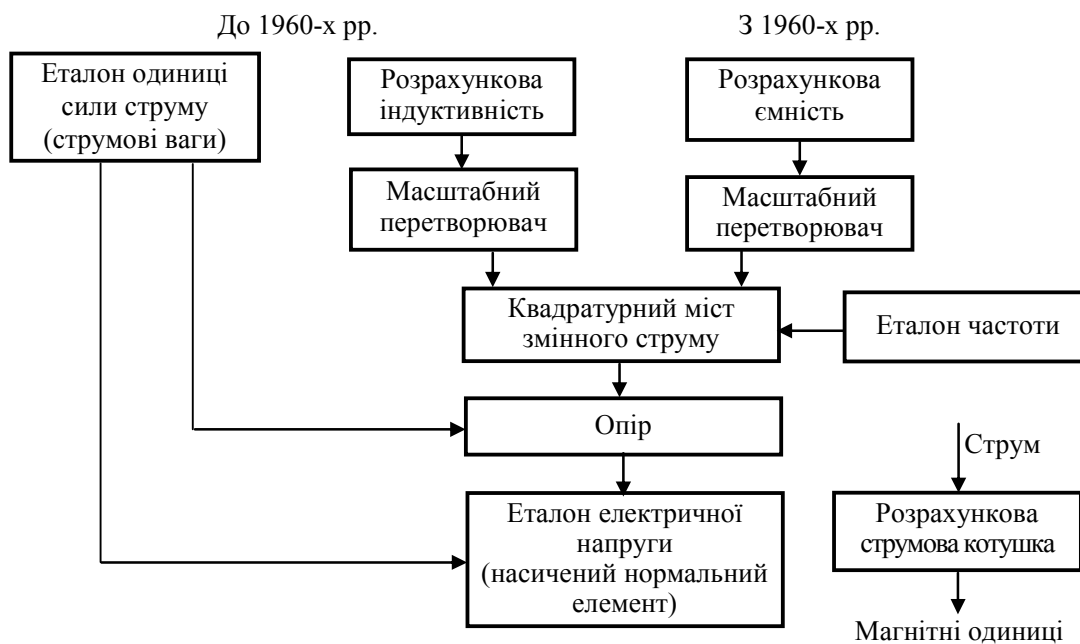 До 1960-х рр.
З 1960-х рр.
Еталон одиниці
сили струму
(струмові ваги)
Розрахункова
індуктивність
Розрахункова
ємність
Масштабний
перетворювач
Масштабний
перетворювач
Квадратурний міст
змінного струму
Еталон частоти
Опір
Струм
Еталон електричної
напруги
(насичений нормальний
елемент)
Розрахункова
струмова котушка
Магнітні одиниці